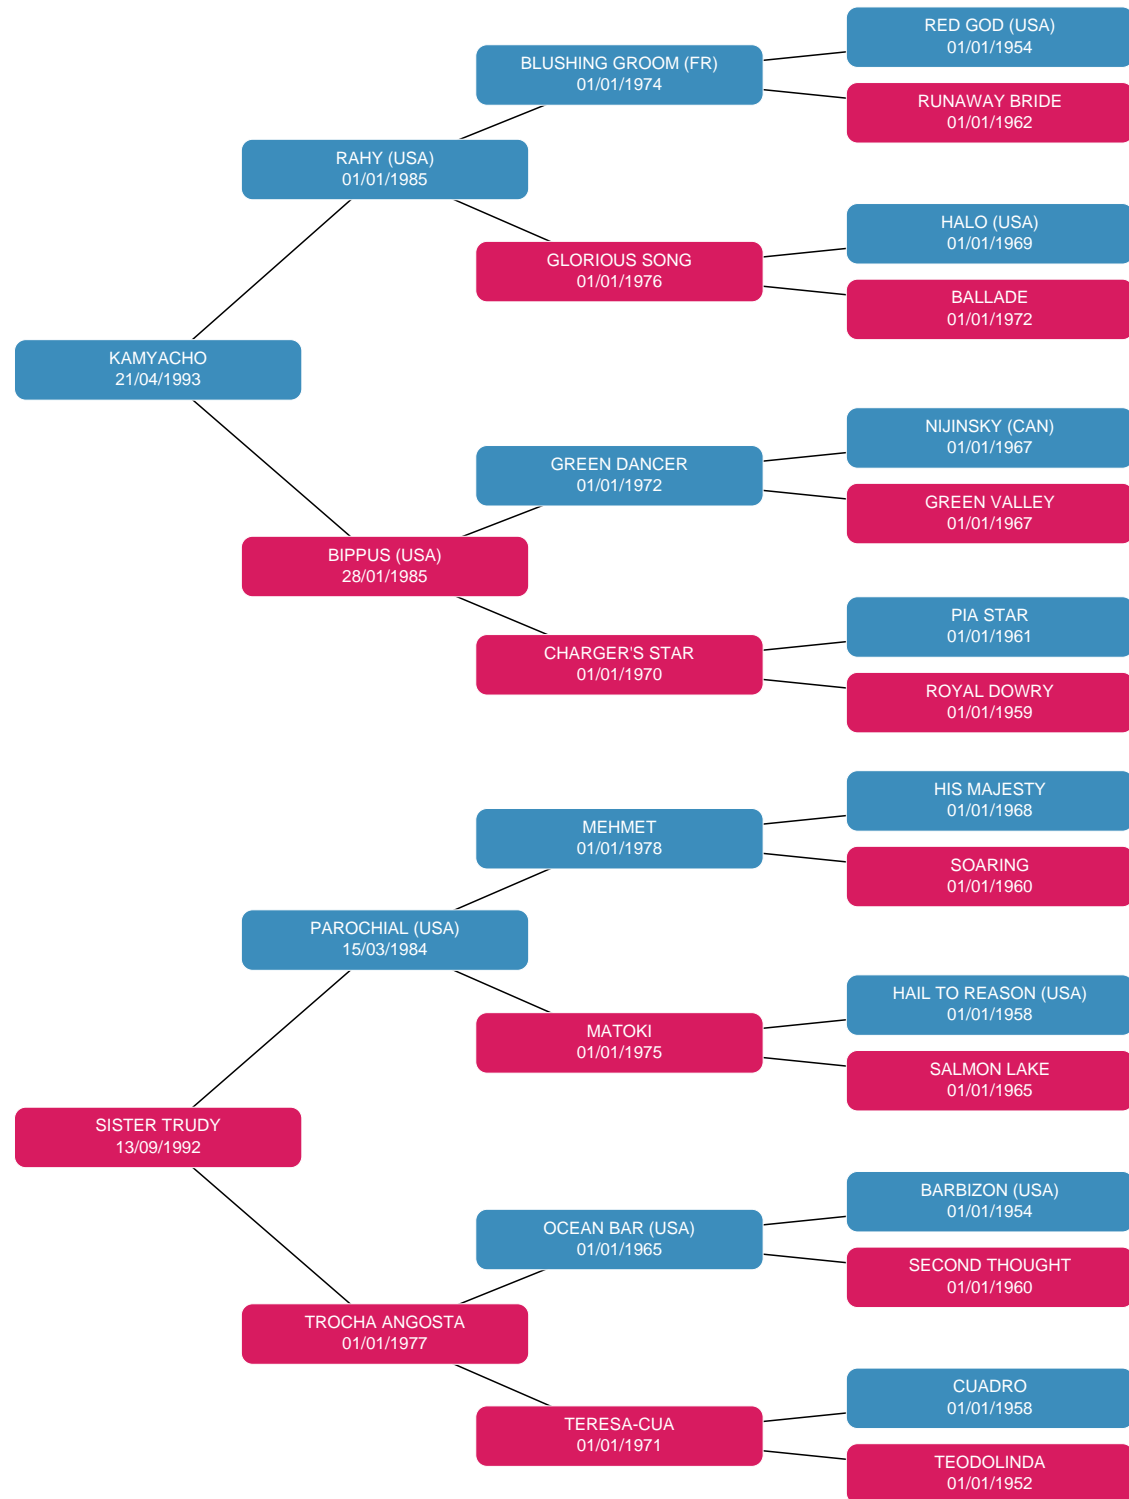 RED GOD (USA)
01/01/1954
BLUSHING GROOM (FR)
01/01/1974
RUNAWAY BRIDE
01/01/1962
RAHY (USA)
01/01/1985
HALO (USA)
01/01/1969
GLORIOUS SONG
01/01/1976
BALLADE
01/01/1972
KAMYACHO
21/04/1993
NIJINSKY (CAN)
01/01/1967
GREEN DANCER
01/01/1972
GREEN VALLEY
01/01/1967
BIPPUS (USA)
28/01/1985
PIA STAR
01/01/1961
CHARGER'S STAR
01/01/1970
ROYAL DOWRY
01/01/1959
HIS MAJESTY
01/01/1968
MEHMET
01/01/1978
SOARING
01/01/1960
PAROCHIAL (USA)
15/03/1984
HAIL TO REASON (USA)
01/01/1958
MATOKI
01/01/1975
SALMON LAKE
01/01/1965
SISTER TRUDY
13/09/1992
BARBIZON (USA)
01/01/1954
OCEAN BAR (USA)
01/01/1965
SECOND THOUGHT
01/01/1960
TROCHA ANGOSTA
01/01/1977
CUADRO
01/01/1958
TERESA-CUA
01/01/1971
TEODOLINDA
01/01/1952